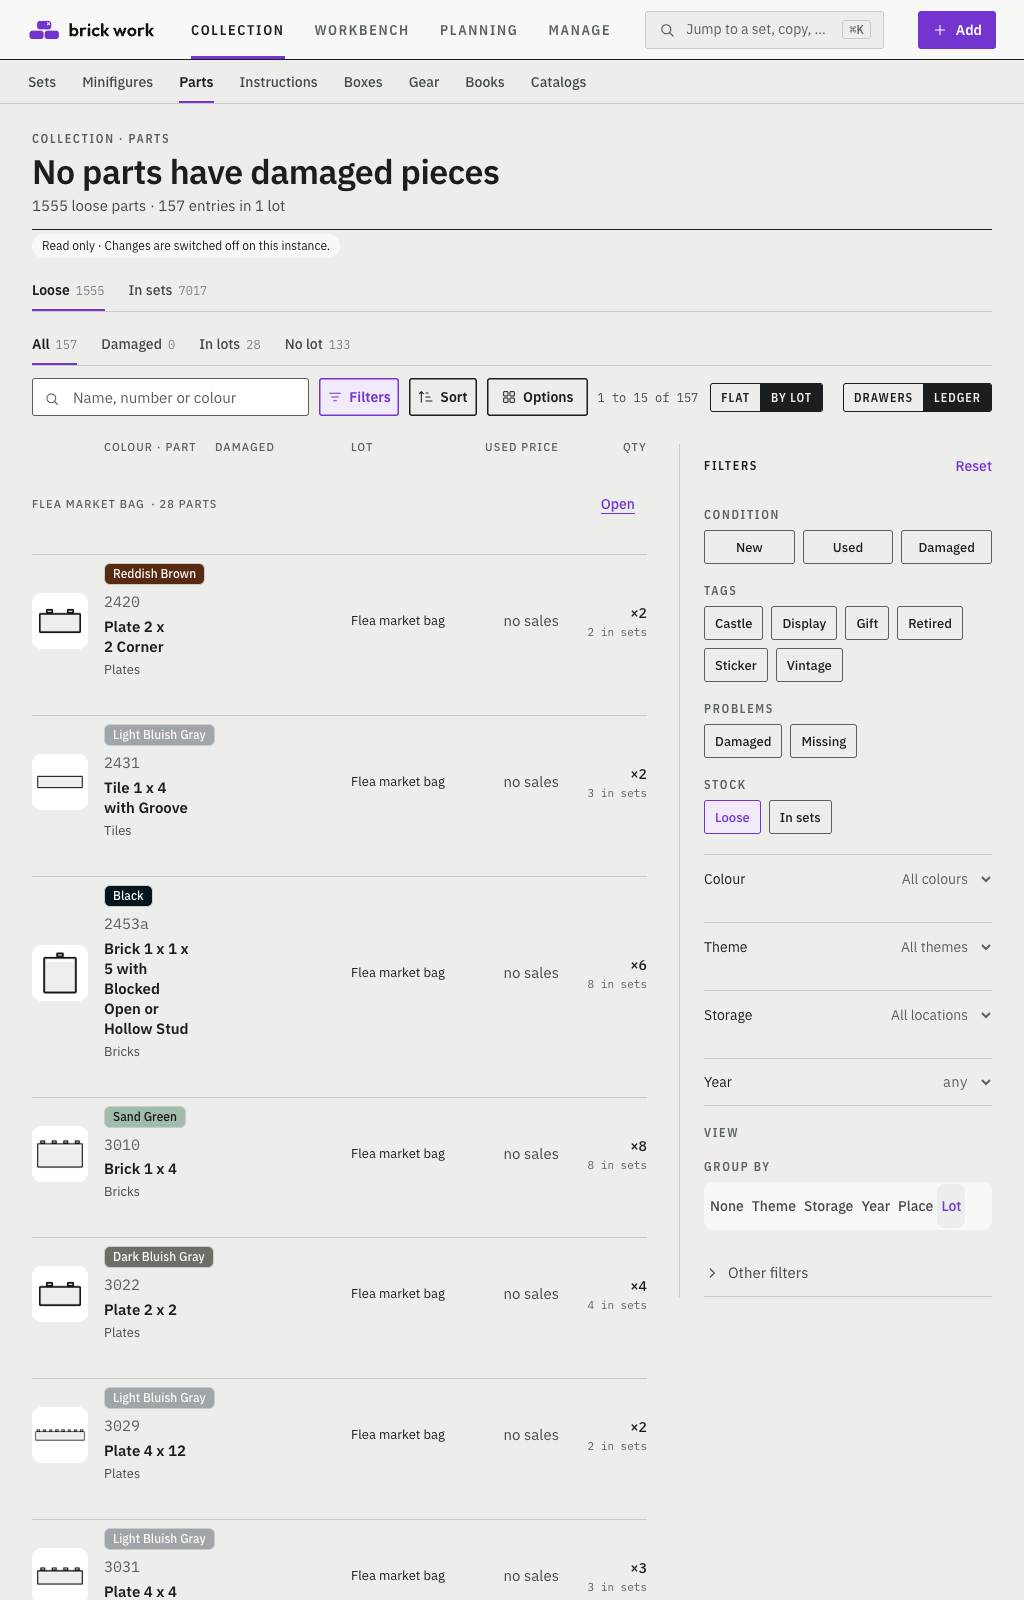 brick work
COLLECTION WORKBENCH PLANNING MANAGE
Jump to a set, copy, ... ⌘K
+ Add
Sets Minifigures Parts Instructions Boxes Gear Books Catalogs
COLLECTION · PARTS
No parts have damaged pieces
1555 loose parts · 157 entries in 1 lot
Read only · Changes are switched off on this instance.
Loose 1555 In sets 7017
All 157 Damaged 0 In lots 28 No lot 133
Name, number or colour Filters Sort Options 1 to 15 of 157 FLAT BY LOT DRAWERS LEDGER
COLOUR · PART DAMAGED LOT USED PRICE QTY
FLEA MARKET BAG · 28 PARTS Open
Reddish Brown
2420
Plate 2 x
2 Corner
Plates
Flea market bag no sales ×2
2 in sets
Light Bluish Gray
2431
Tile 1 x 4
with Groove
Tiles
Flea market bag no sales ×2
3 in sets
Black
2453a
Brick 1 x 1 x
5 with
Blocked
Open or
Hollow Stud
Bricks
Flea market bag no sales ×6
8 in sets
Sand Green
3010
Brick 1 x 4
Bricks
Flea market bag no sales ×8
8 in sets
Dark Bluish Gray
3022
Plate 2 x 2
Plates
Flea market bag no sales ×4
4 in sets
Light Bluish Gray
3029
Plate 4 x 12
Plates
Flea market bag no sales ×2
2 in sets
Light Bluish Gray
3031
Plate 4 x 4
Flea market bag no sales ×3
3 in sets
FILTERS Reset
CONDITION
New Used Damaged
TAGS
Castle Display Gift Retired
Sticker Vintage
PROBLEMS
Damaged Missing
STOCK
Loose In sets
Colour All colours
Theme All themes
Storage All locations
Year any
VIEW
GROUP BY
None Theme Storage Year Place Lot
Other filters